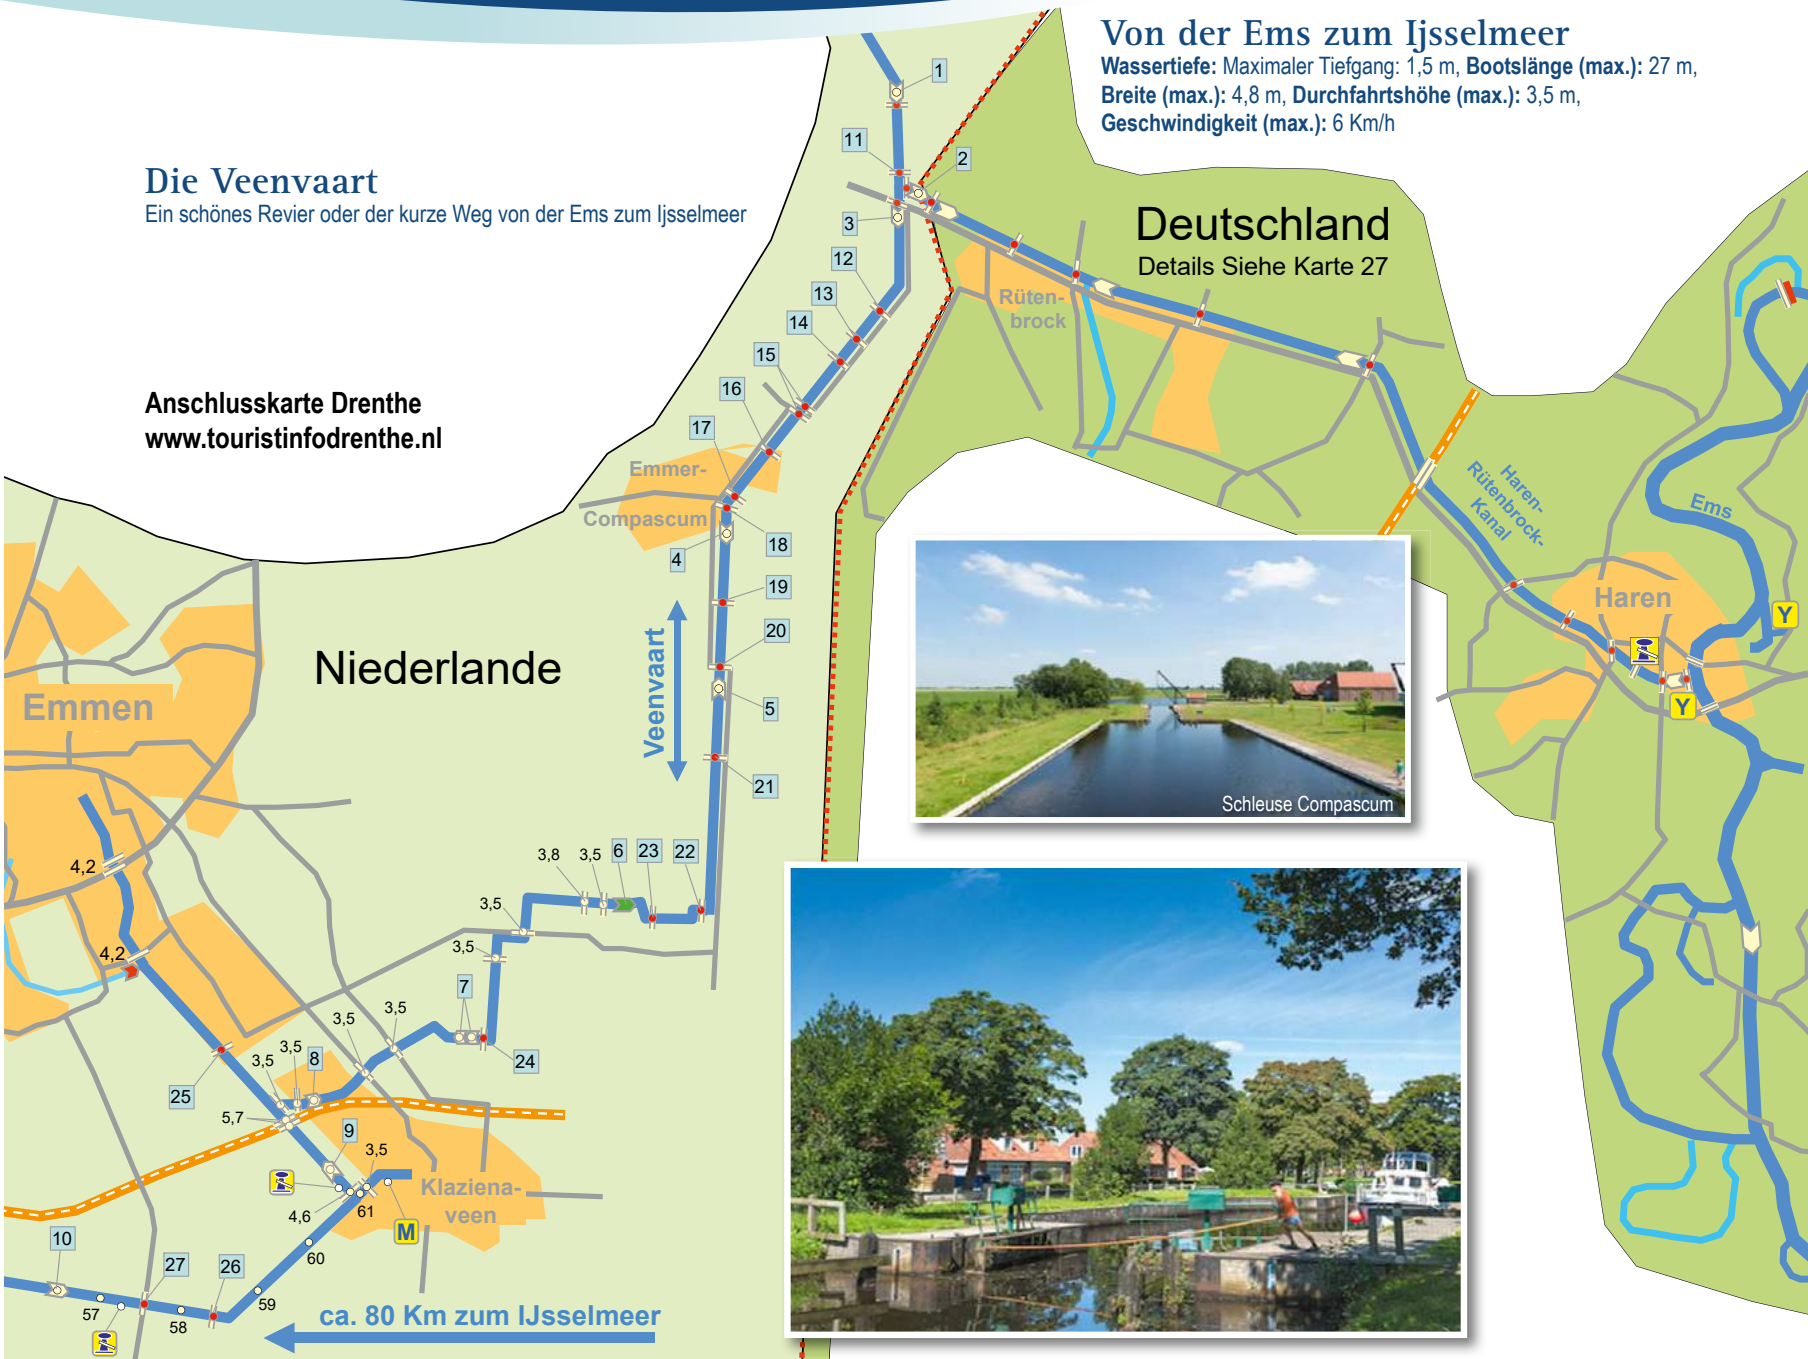 Von der Ems zum Ijsselmeer
Wassertiefe: Maximaler Tiefgang: 1,5 m, Bootslänge (max.): 27 m,
Breite (max.): 4,8 m, Durchfahrtshöhe (max.): 3,5 m,
Geschwindigkeit (max.): 6 Km/h
Die Veenvaart
Ein schönes Revier oder der kurze Weg von der Ems zum Ijsselmeer
Anschlusskarte Drenthe
www.touristinfodrenthe.nl
Deutschland
Details Siehe Karte 27
1
11
2
3
12
13
14
15
16
17
18
4
19
20
5
21
Rüten-
brock
Emmer-
Compascum
Haren-
Rütenbrock-
Kanal
Ems
Haren
Y
Y
Niederlande
Veenvaart
Emmen
Schleuse Compascum
4,2
4,2
3,8
3,5
6
23
22
3,5
3,5
7
24
3,5
3,5
3,5
3,5
8
25
5,7
9
3,5
4,6
61
M
Klaziena-
veen
60
59
10
27
26
57
58
ca. 80 Km zum IJsselmeer